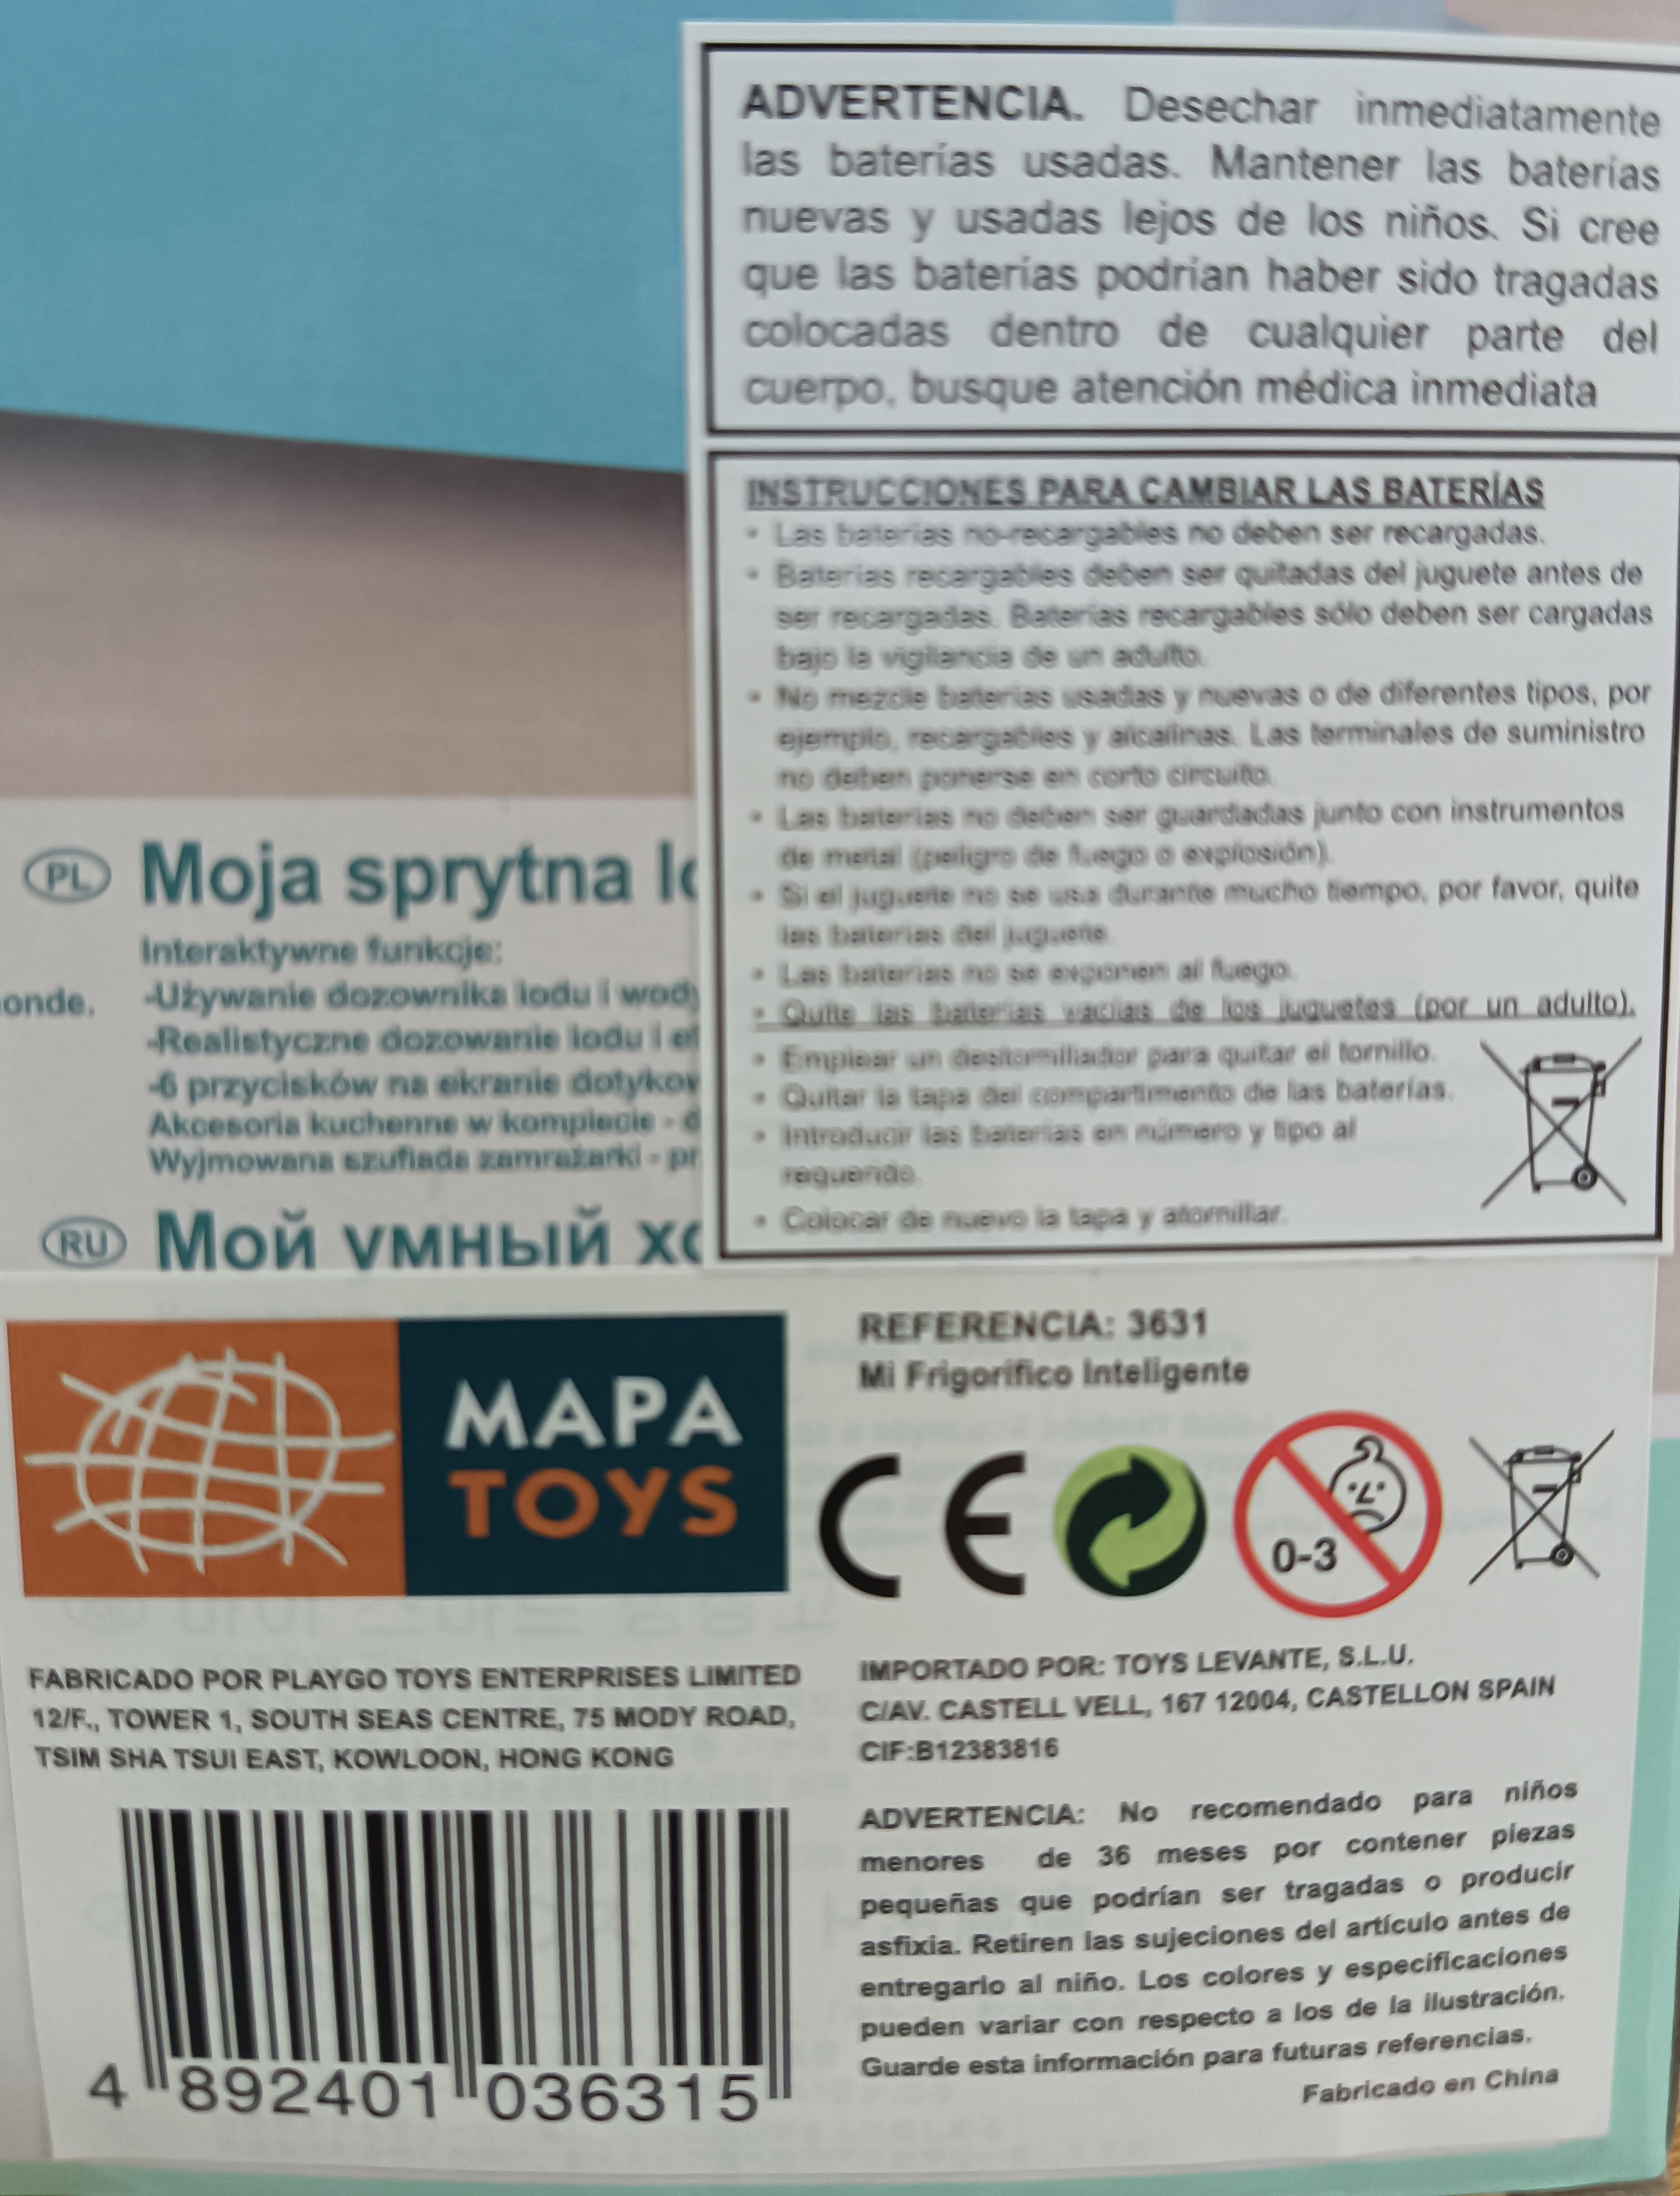 ADVERTENCIA. Desechar inmediatamente
las baterías usadas. Mantener las baterías
nuevas y usadas lejos de los niños. Si cree
que las baterías podrían haber sido tragadas
colocadas dentro de cualquier parte del
cuerpo, busque atención médica inmediata
INSTRUCCIONES PARA CAMBIAR LAS BATERÍAS
• Las baterías no-recargables no deben ser recargadas.
• Baterías recargables deben ser quitadas del juguete antes de
ser recargadas. Baterías recargables sólo deben ser cargadas
bajo la vigilancia de un adulto.
• No mezcle baterías usadas y nuevas o de diferentes tipos, por
ejemplo, recargables y alcalinas. Las terminales de suministro
no deben ponerse en corto circuito.
• Las baterías no deben ser guardadas junto con instrumentos
de metal (peligro de fuego o explosión).
• Si el juguete no se usa durante mucho tiempo, por favor, quite
las baterías del juguete.
• Las baterías no se exponen al fuego.
• Quite las baterías vacías de los juguetes (por un adulto).
• Emplear un destornillador para quitar el tornillo.
• Quitar la tapa del compartimento de las baterías.
• Introducir las baterías en número y tipo al
requerido.
• Colocar de nuevo la tapa y atornillar.
PL Moja sprytna
Interaktywne funkcje:
onde. -Używanie dozownika lodu i wody
-Realistyczne dozowanie lodu i
-6 przycisków na ekranie dotykow
Akcesoria kuchenne w komplecie -
Wyjmowana szuflada zamrażarki - pr
RU Мой умный хо
MAPA
TOYS
REFERENCIA: 3631
Mi Frigorífico Inteligente
CE
0-3
FABRICADO POR PLAYGO TOYS ENTERPRISES LIMITED
12/F., TOWER 1, SOUTH SEAS CENTRE, 75 MODY ROAD,
TSIM SHA TSUI EAST, KOWLOON, HONG KONG
IMPORTADO POR: TOYS LEVANTE, S.L.U.
C/AV. CASTELL VELL, 167 12004, CASTELLON SPAIN
CIF:B12383816
ADVERTENCIA: No recomendado para niños
menores de 36 meses por contener piezas
pequeñas que podrían ser tragadas o producir
asfixia. Retiren las sujeciones del artículo antes de
entregarlo al niño. Los colores y especificaciones
pueden variar con respecto a los de la ilustración.
Guarde esta información para futuras referencias.
Fabricado en China
4 892401 036315